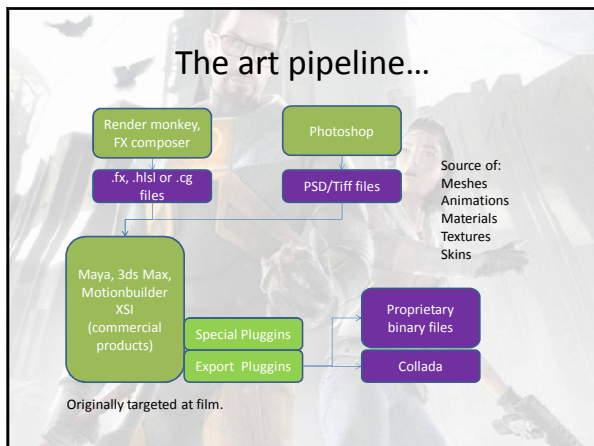 The art pipeline…
Render monkey,
FX composer
Photoshop
.fx, .hlsl or .cg
files
PSD/Tiff files
Source of:
Meshes
Animations
Materials
Textures
Skins
Maya, 3ds Max,
Motionbuilder
XSI
(commercial
products)
Special Pluggins
Export Pluggins
Proprietary
binary files
Collada
Originally targeted at film.